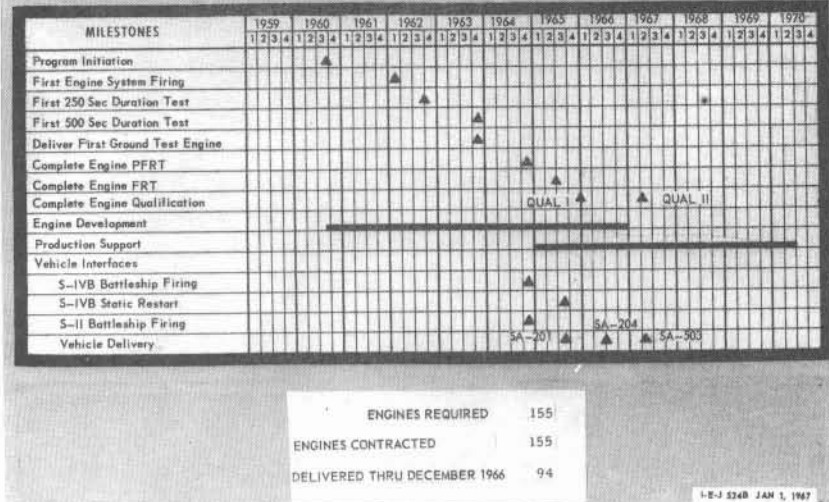 MILESTONES
1959 1960 1961 1962 1963 1964 1965 1966 1967 1968 1969 1970
1 2 3 4 1 2 3 4 1 2 3 4 1 2 3 4 1 2 3 4 1 2 3 4 1 2 3 4 1 2 3 4 1 2 3 4 1 2 3 4 1 2 3 4 1 2 3 4
Program Initiation
First Engine System Firing
First 250 Sec Duration Test
First 500 Sec Duration Test
Deliver First Ground Test Engine
Complete Engine PFRT
Complete Engine FRT
Complete Engine Qualification QUAL I QUAL II
Engine Development
Production Support
Vehicle Interfaces
S-IVB Battleship Firing
S-IVB Static Restart
S-II Battleship Firing
Vehicle Delivery SA-201 SA-204 SA-503
ENGINES REQUIRED 155
ENGINES CONTRACTED 155
DELIVERED THRU DECEMBER 1966 94
I-E-J 524B JAN 1, 1967